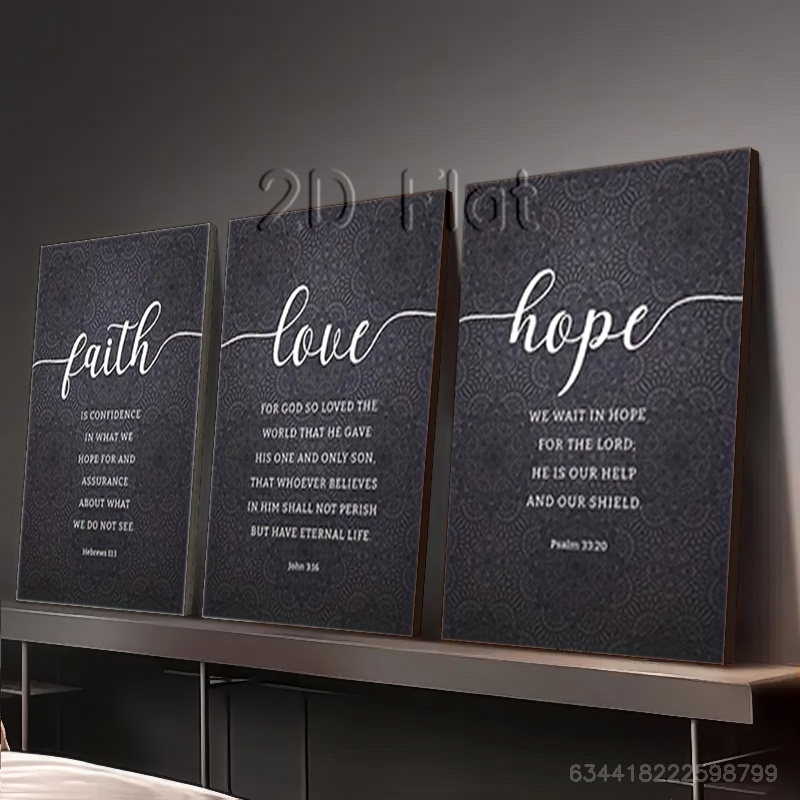 2D Flat
faith
IS CONFIDENCE
IN WHAT WE
HOPE FOR AND
ASSURANCE
ABOUT WHAT
WE DO NOT SEE.
Hebrews 11:1
love
FOR GOD SO LOVED THE
WORLD THAT HE GAVE
HIS ONE AND ONLY SON,
THAT WHOEVER BELIEVES
IN HIM SHALL NOT PERISH
BUT HAVE ETERNAL LIFE
John 3:16
hope
WE WAIT IN HOPE
FOR THE LORD;
HE IS OUR HELP
AND OUR SHIELD.
Psalm 33:20
634418222598799